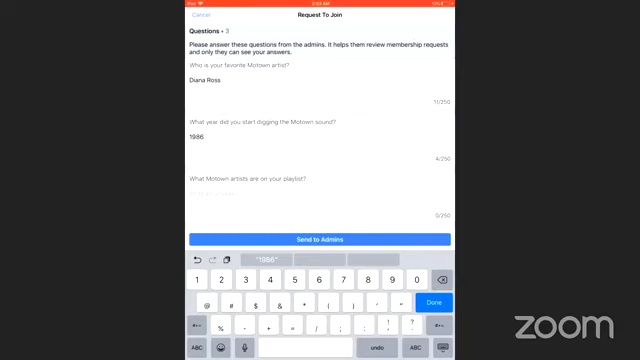 2:53 AM
Cancel
Request To Join
Questions - 3
Please answer these questions from the admins. It helps them review membership requests
and only they can see your answers.
Who is your favorite Motown artist?
Diana Ross
11/250
What year did you start digging the Motown sound?
1986
4/250
What Motown artists are on your playlist?
0/250
Send to Admins
"1986"
1 2 3 4 5 6 7 8 9 0
@ # $ & * ( ) ' " Done
#+= % - + = / ; : ! , ? . #+=
ABC undo ABC
zoom